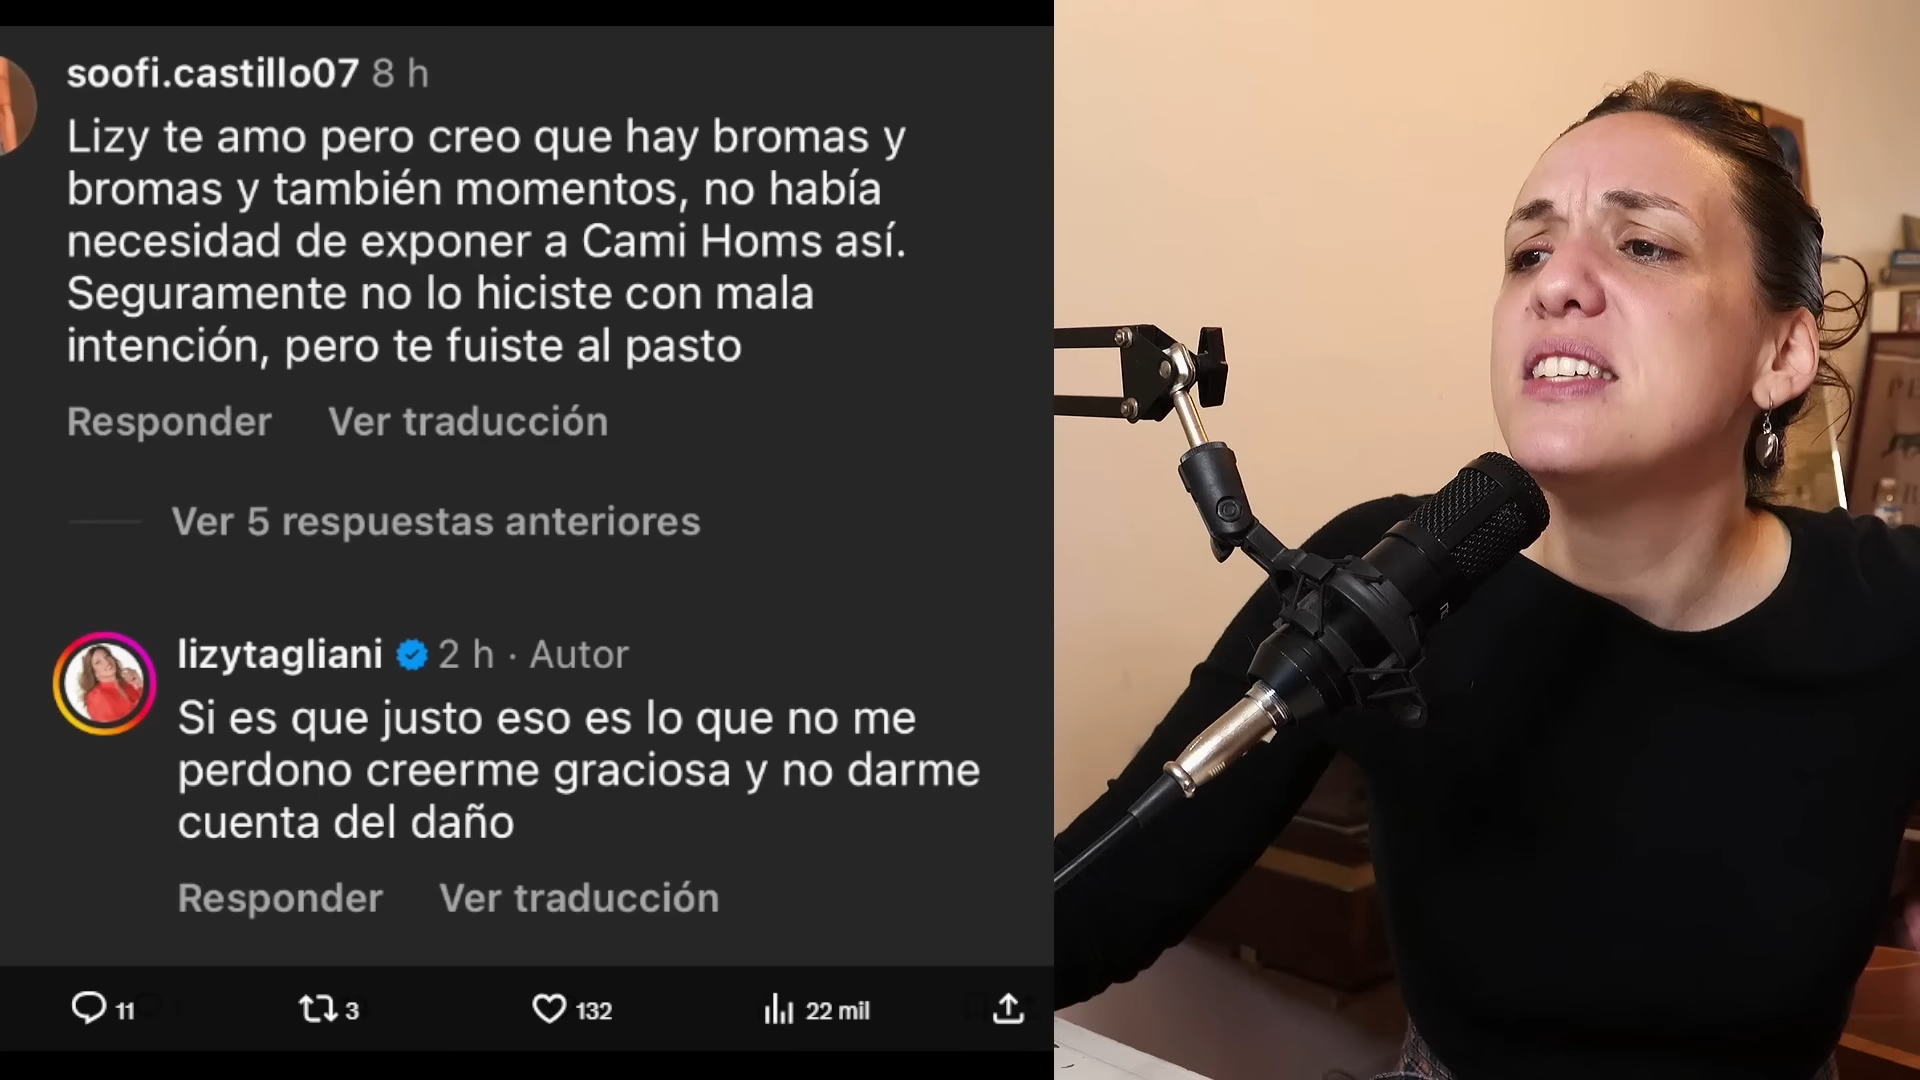 soofi.castillo07 8 h
Lizy te amo pero creo que hay bromas y
bromas y también momentos, no había
necesidad de exponer a Cami Homs así.
Seguramente no lo hiciste con mala
intención, pero te fuiste al pasto
Responder Ver traducción
Ver 5 respuestas anteriores
lizytagliani 2 h · Autor
Si es que justo eso es lo que no me
perdono creerme graciosa y no darme
cuenta del daño
Responder Ver traducción
11 3 132 22 mil